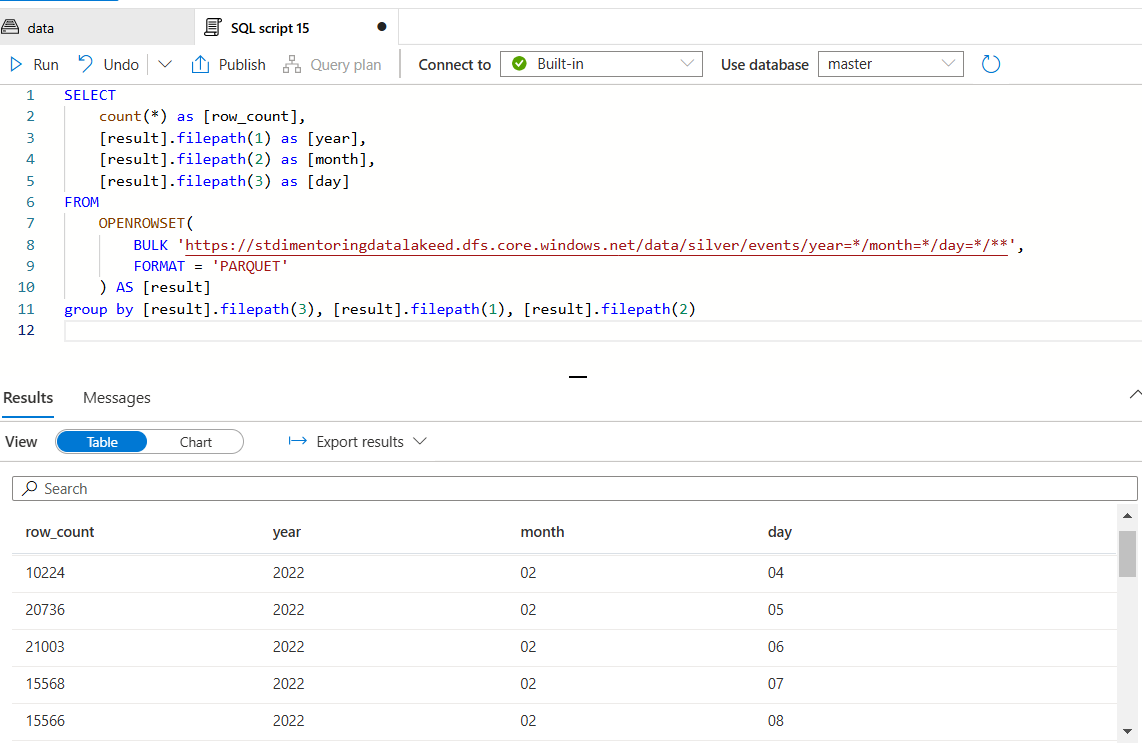 data SQL script 15
Run Undo Publish Query plan Connect to Built-in Use database master
1 SELECT
2 count(*) as [row_count],
3 [result].filepath(1) as [year],
4 [result].filepath(2) as [month],
5 [result].filepath(3) as [day]
6 FROM
7 OPENROWSET(
8 BULK 'https://stdimentoringdatalakeed.dfs.core.windows.net/data/silver/events/year=*/month=*/day=*/**',
9 FORMAT = 'PARQUET'
10 ) AS [result]
11 group by [result].filepath(3), [result].filepath(1), [result].filepath(2)
12
Results Messages
View Table Chart Export results
Search
row_count year month day
10224 2022 02 04
20736 2022 02 05
21003 2022 02 06
15568 2022 02 07
15566 2022 02 08